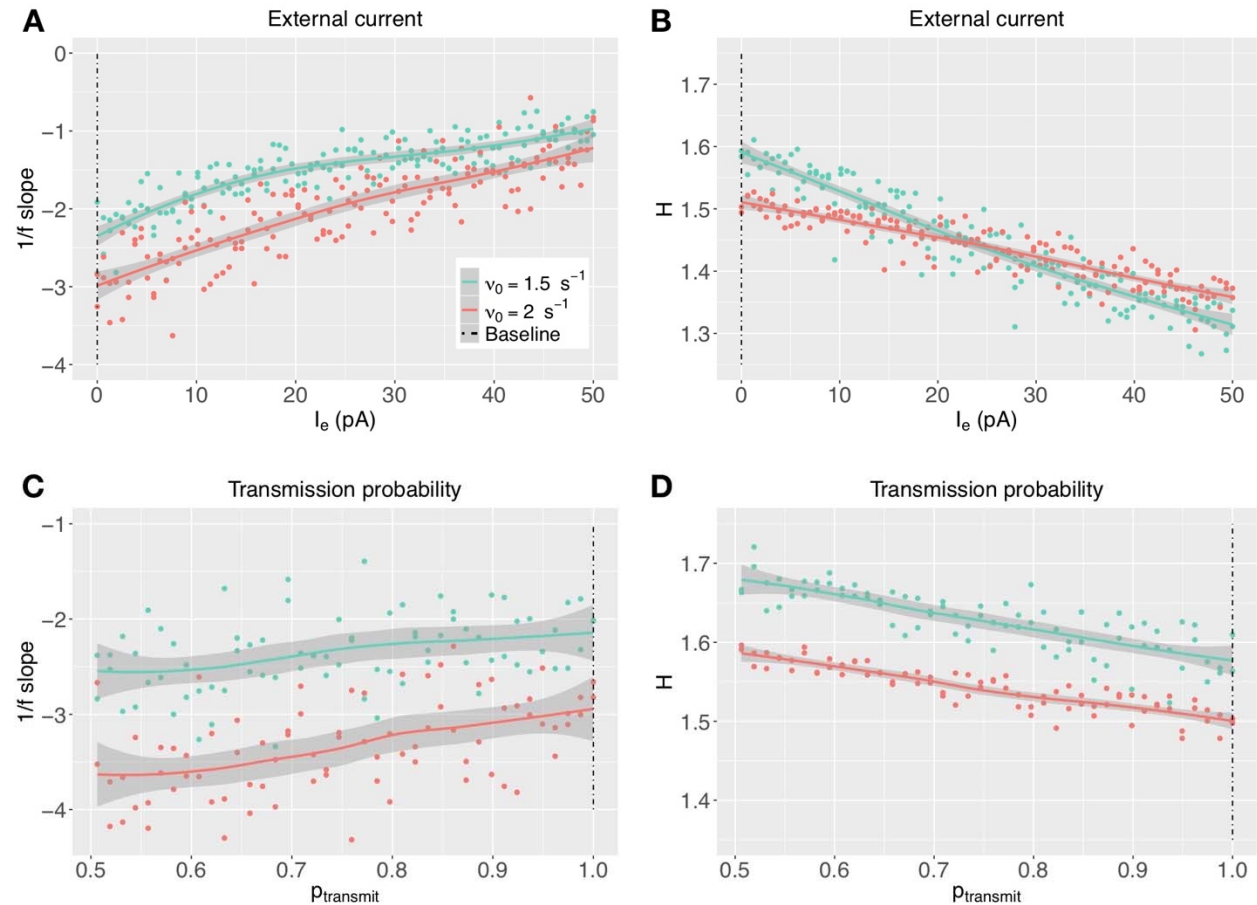 A
External current
0
−1
−2
−3
−4
1/f slope
ν₀ = 1.5 s⁻¹
ν₀ = 2 s⁻¹
Baseline
0 10 20 30 40 50
Iₑ (pA)
B
External current
1.7
1.6
1.5
1.4
1.3
H
0 10 20 30 40 50
Iₑ (pA)
C
Transmission probability
−1
−2
−3
−4
1/f slope
0.5 0.6 0.7 0.8 0.9 1.0
p_transmit
D
Transmission probability
1.7
1.6
1.5
1.4
H
0.5 0.6 0.7 0.8 0.9 1.0
p_transmit